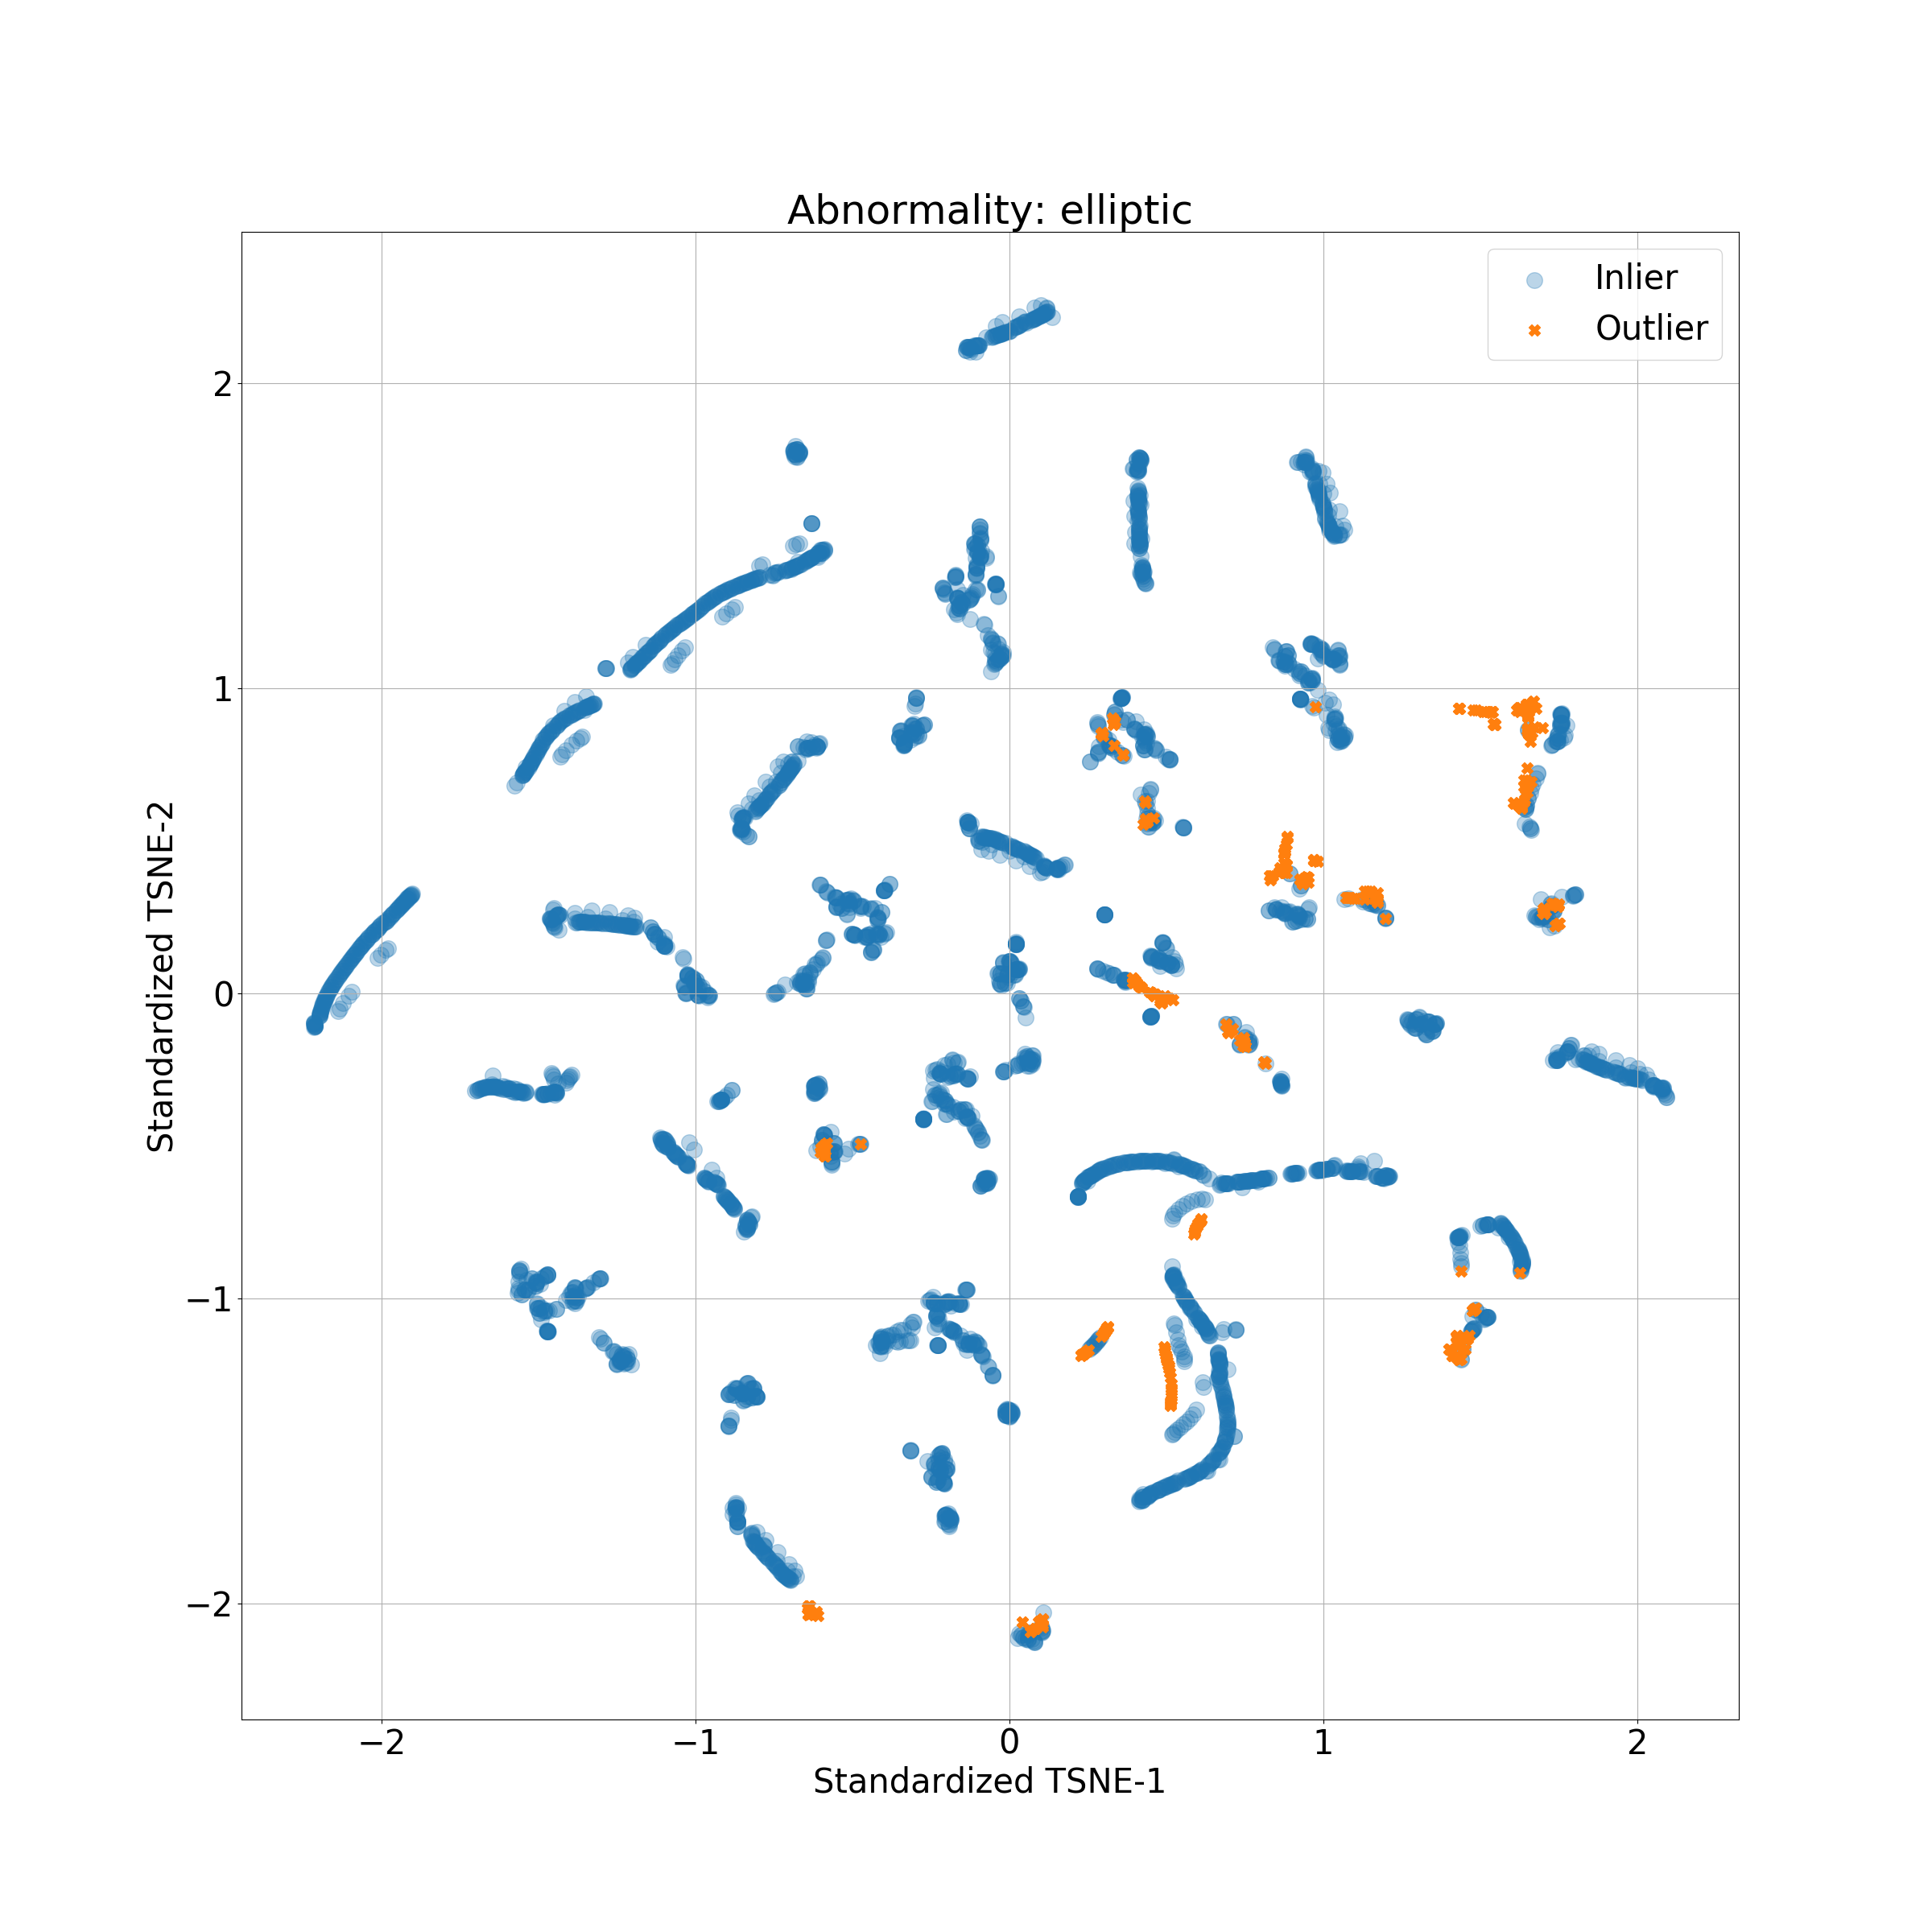 Abnormality: elliptic
Inlier
Outlier
2
1
0
−1
−2
Standardized TSNE-2
−2
−1
0
1
2
Standardized TSNE-1